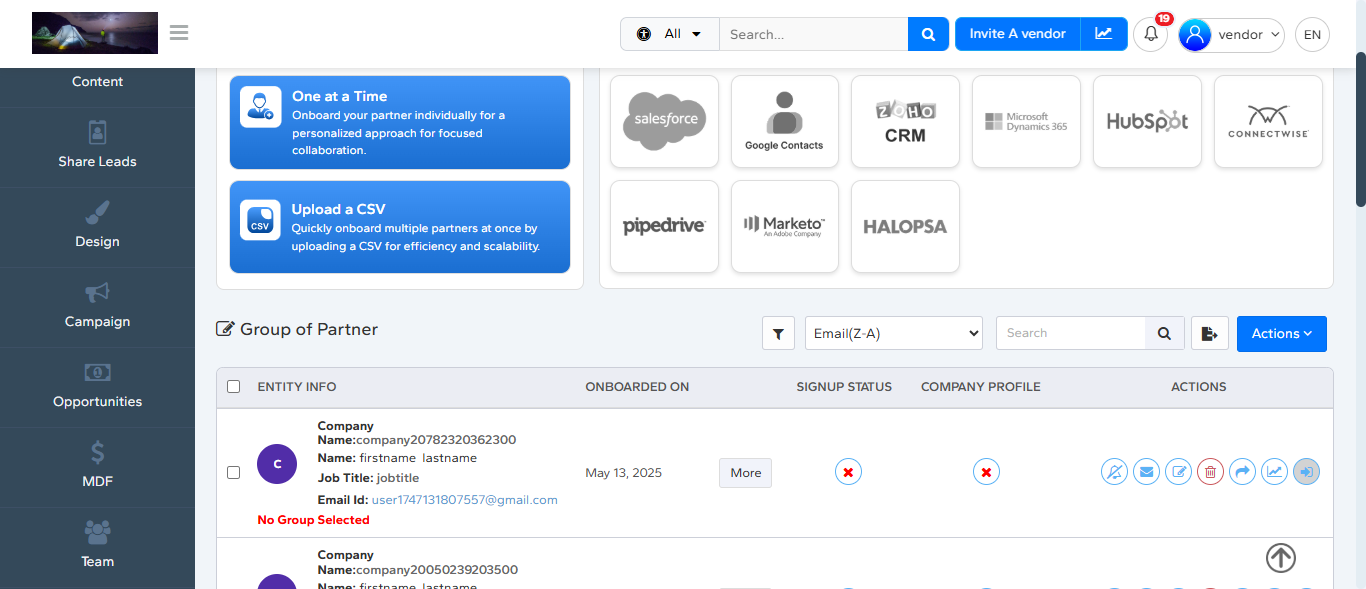 All
Search...
Invite A vendor
19
vendor
EN
Content
Share Leads
Design
Campaign
Opportunities
MDF
Team
One at a Time
Onboard your partner individually for a
personalized approach for focused
collaboration.
CSV
Upload a CSV
Quickly onboard multiple partners at once by
uploading a CSV for efficiency and scalability.
salesforce
Google Contacts
ZOHO
CRM
Microsoft
Dynamics 365
HubSpot
CONNECTWISE
pipedrive
Marketo™
An Adobe Company
HALOPSA
Group of Partner
Email(Z-A)
Search
Actions
ENTITY INFO ONBOARDED ON SIGNUP STATUS COMPANY PROFILE ACTIONS
C
Company
Name:company20782320362300
Name: firstname lastname
Job Title: jobtitle
Email Id: user1747131807557@gmail.com
No Group Selected
May 13, 2025
More
Company
Name:company20050239203500
Name: firstname lastname